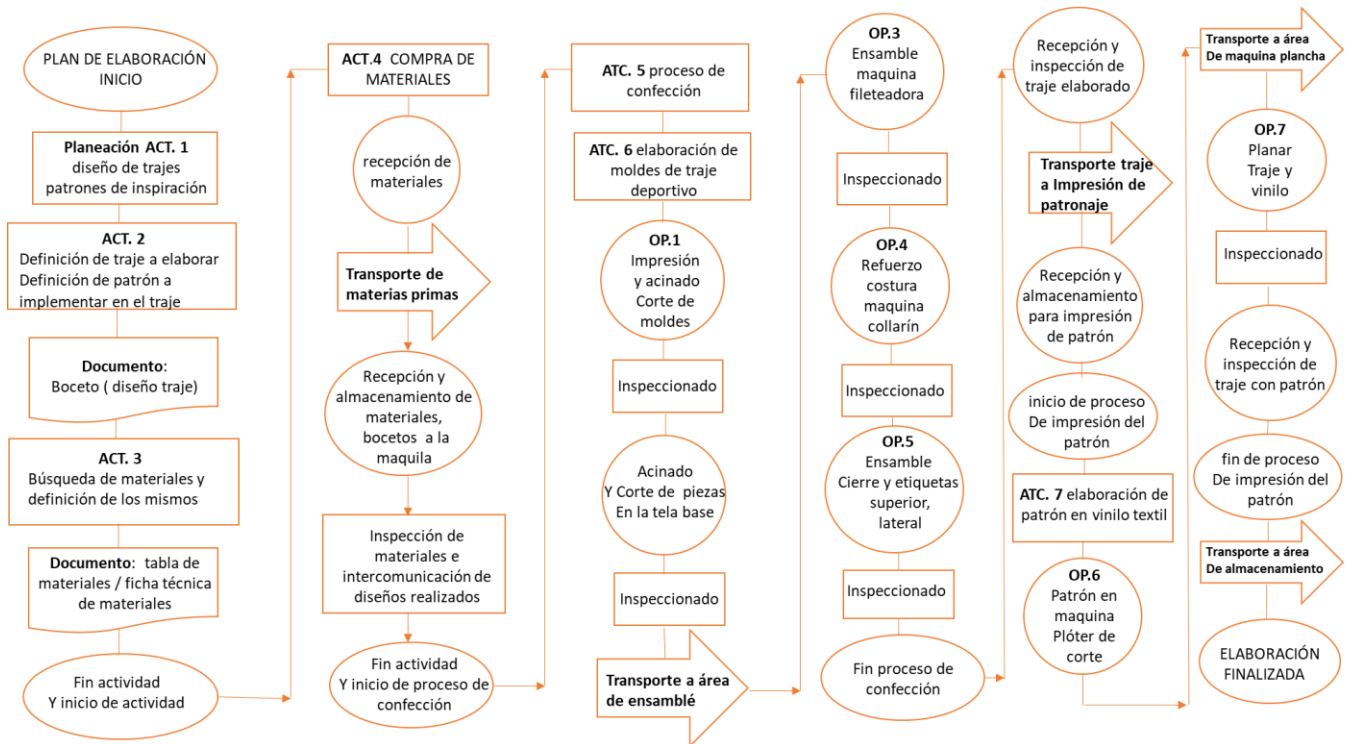 PLAN DE ELABORACIÓN
INICIO
Planeación ACT. 1
diseño de trajes
patrones de inspiración
ACT. 2
Definición de traje a elaborar
Definición de patrón a
implementar en el traje
Documento:
Boceto ( diseño traje)
ACT. 3
Búsqueda de materiales y
definición de los mismos
Documento: tabla de
materiales / ficha técnica
de materiales
Fin actividad
Y inicio de actividad
ACT.4 COMPRA DE
MATERIALES
recepción de
materiales
Transporte de
materias primas
Recepción y
almacenamiento de
materiales,
bocetos a la
maquila
Inspección de
materiales e
intercomunicación de
diseños realizados
Fin actividad
Y inicio de proceso de
confección
ATC. 5 proceso de
confección
ATC. 6 elaboración de
moldes de traje
deportivo
OP.1
Impresión
y acinado
Corte de
moldes
Inspeccionado
Acinado
Y Corte de piezas
En la tela base
Inspeccionado
Transporte a área
de ensamblé
OP.3
Ensamble
maquina
fileteadora
Inspeccionado
OP.4
Refuerzo
costura
maquina
collarín
Inspeccionado
OP.5
Ensamble
Cierre y etiquetas
superior,
lateral
Inspeccionado
Fin proceso de
confección
Recepción y
inspección de
traje elaborado
Transporte traje
a Impresión de
patronaje
Recepción y
almacenamiento
para impresión
de patrón
inicio de proceso
De impresión del
patrón
ATC. 7 elaboración de
patrón en vinilo textil
OP.6
Patrón en
maquina
Plóter de
corte
Transporte a área
De maquina plancha
OP.7
Planar
Traje y
vinilo
Inspeccionado
Recepción y
inspección de
traje con patrón
fin de proceso
De impresión del
patrón
Transporte a área
De almacenamiento
ELABORACIÓN
FINALIZADA